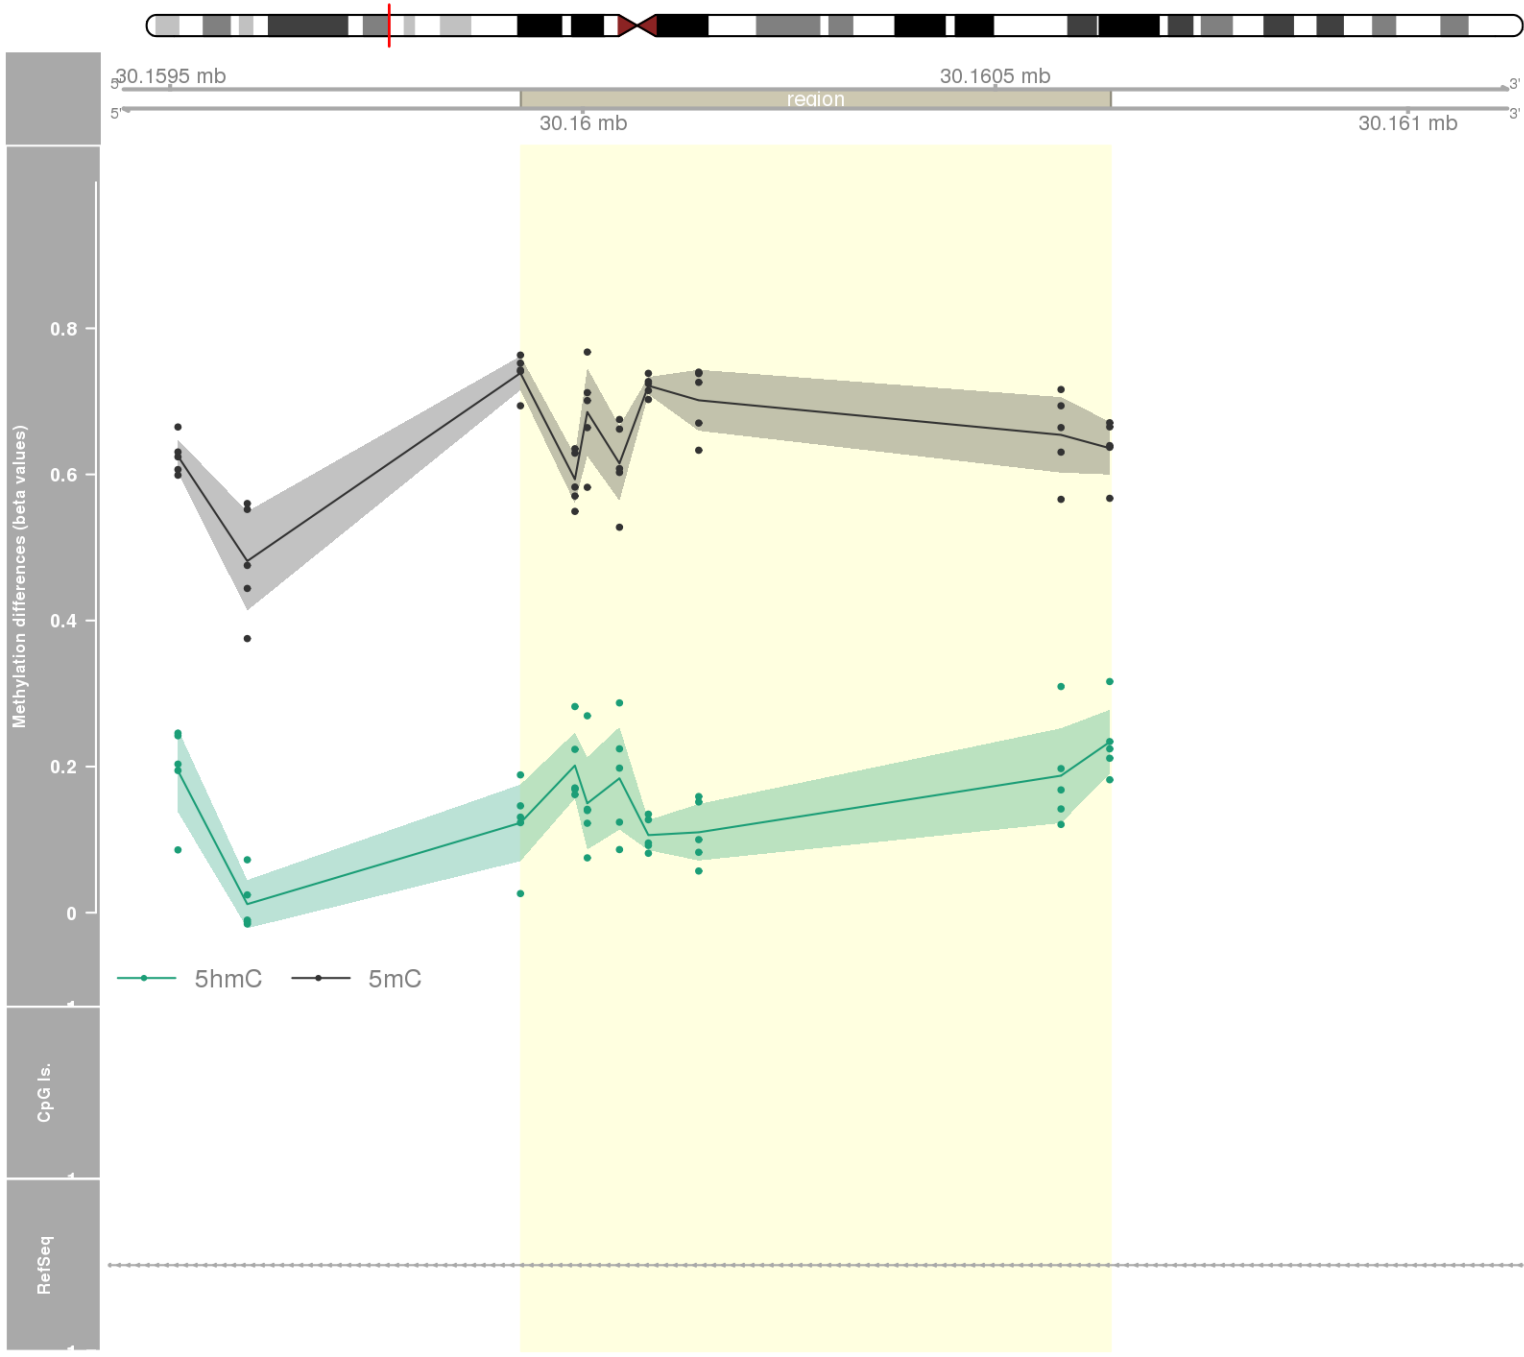 30.1595 mb
30.1605 mb
5'
3'
region
5'
3'
30.16 mb
30.161 mb
Methylation differences (beta values)
0.8
0.6
0.4
0.2
0
5hmC
5mC
CpG Is.
RefSeq